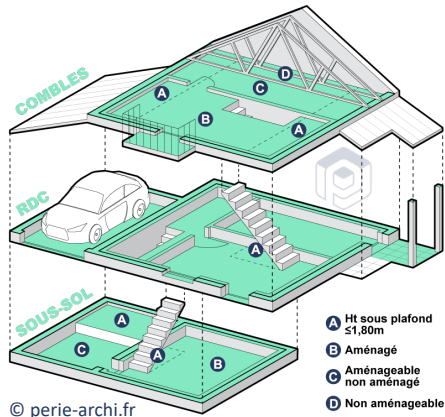 COMBLES
D
C
A
B
A
RDC
A
SOUS-SOL
A
C
A
B
A Ht sous plafond
≤1,80m
B Aménagé
C Aménageable
non aménagé
D Non aménageable
© perie-archi.fr